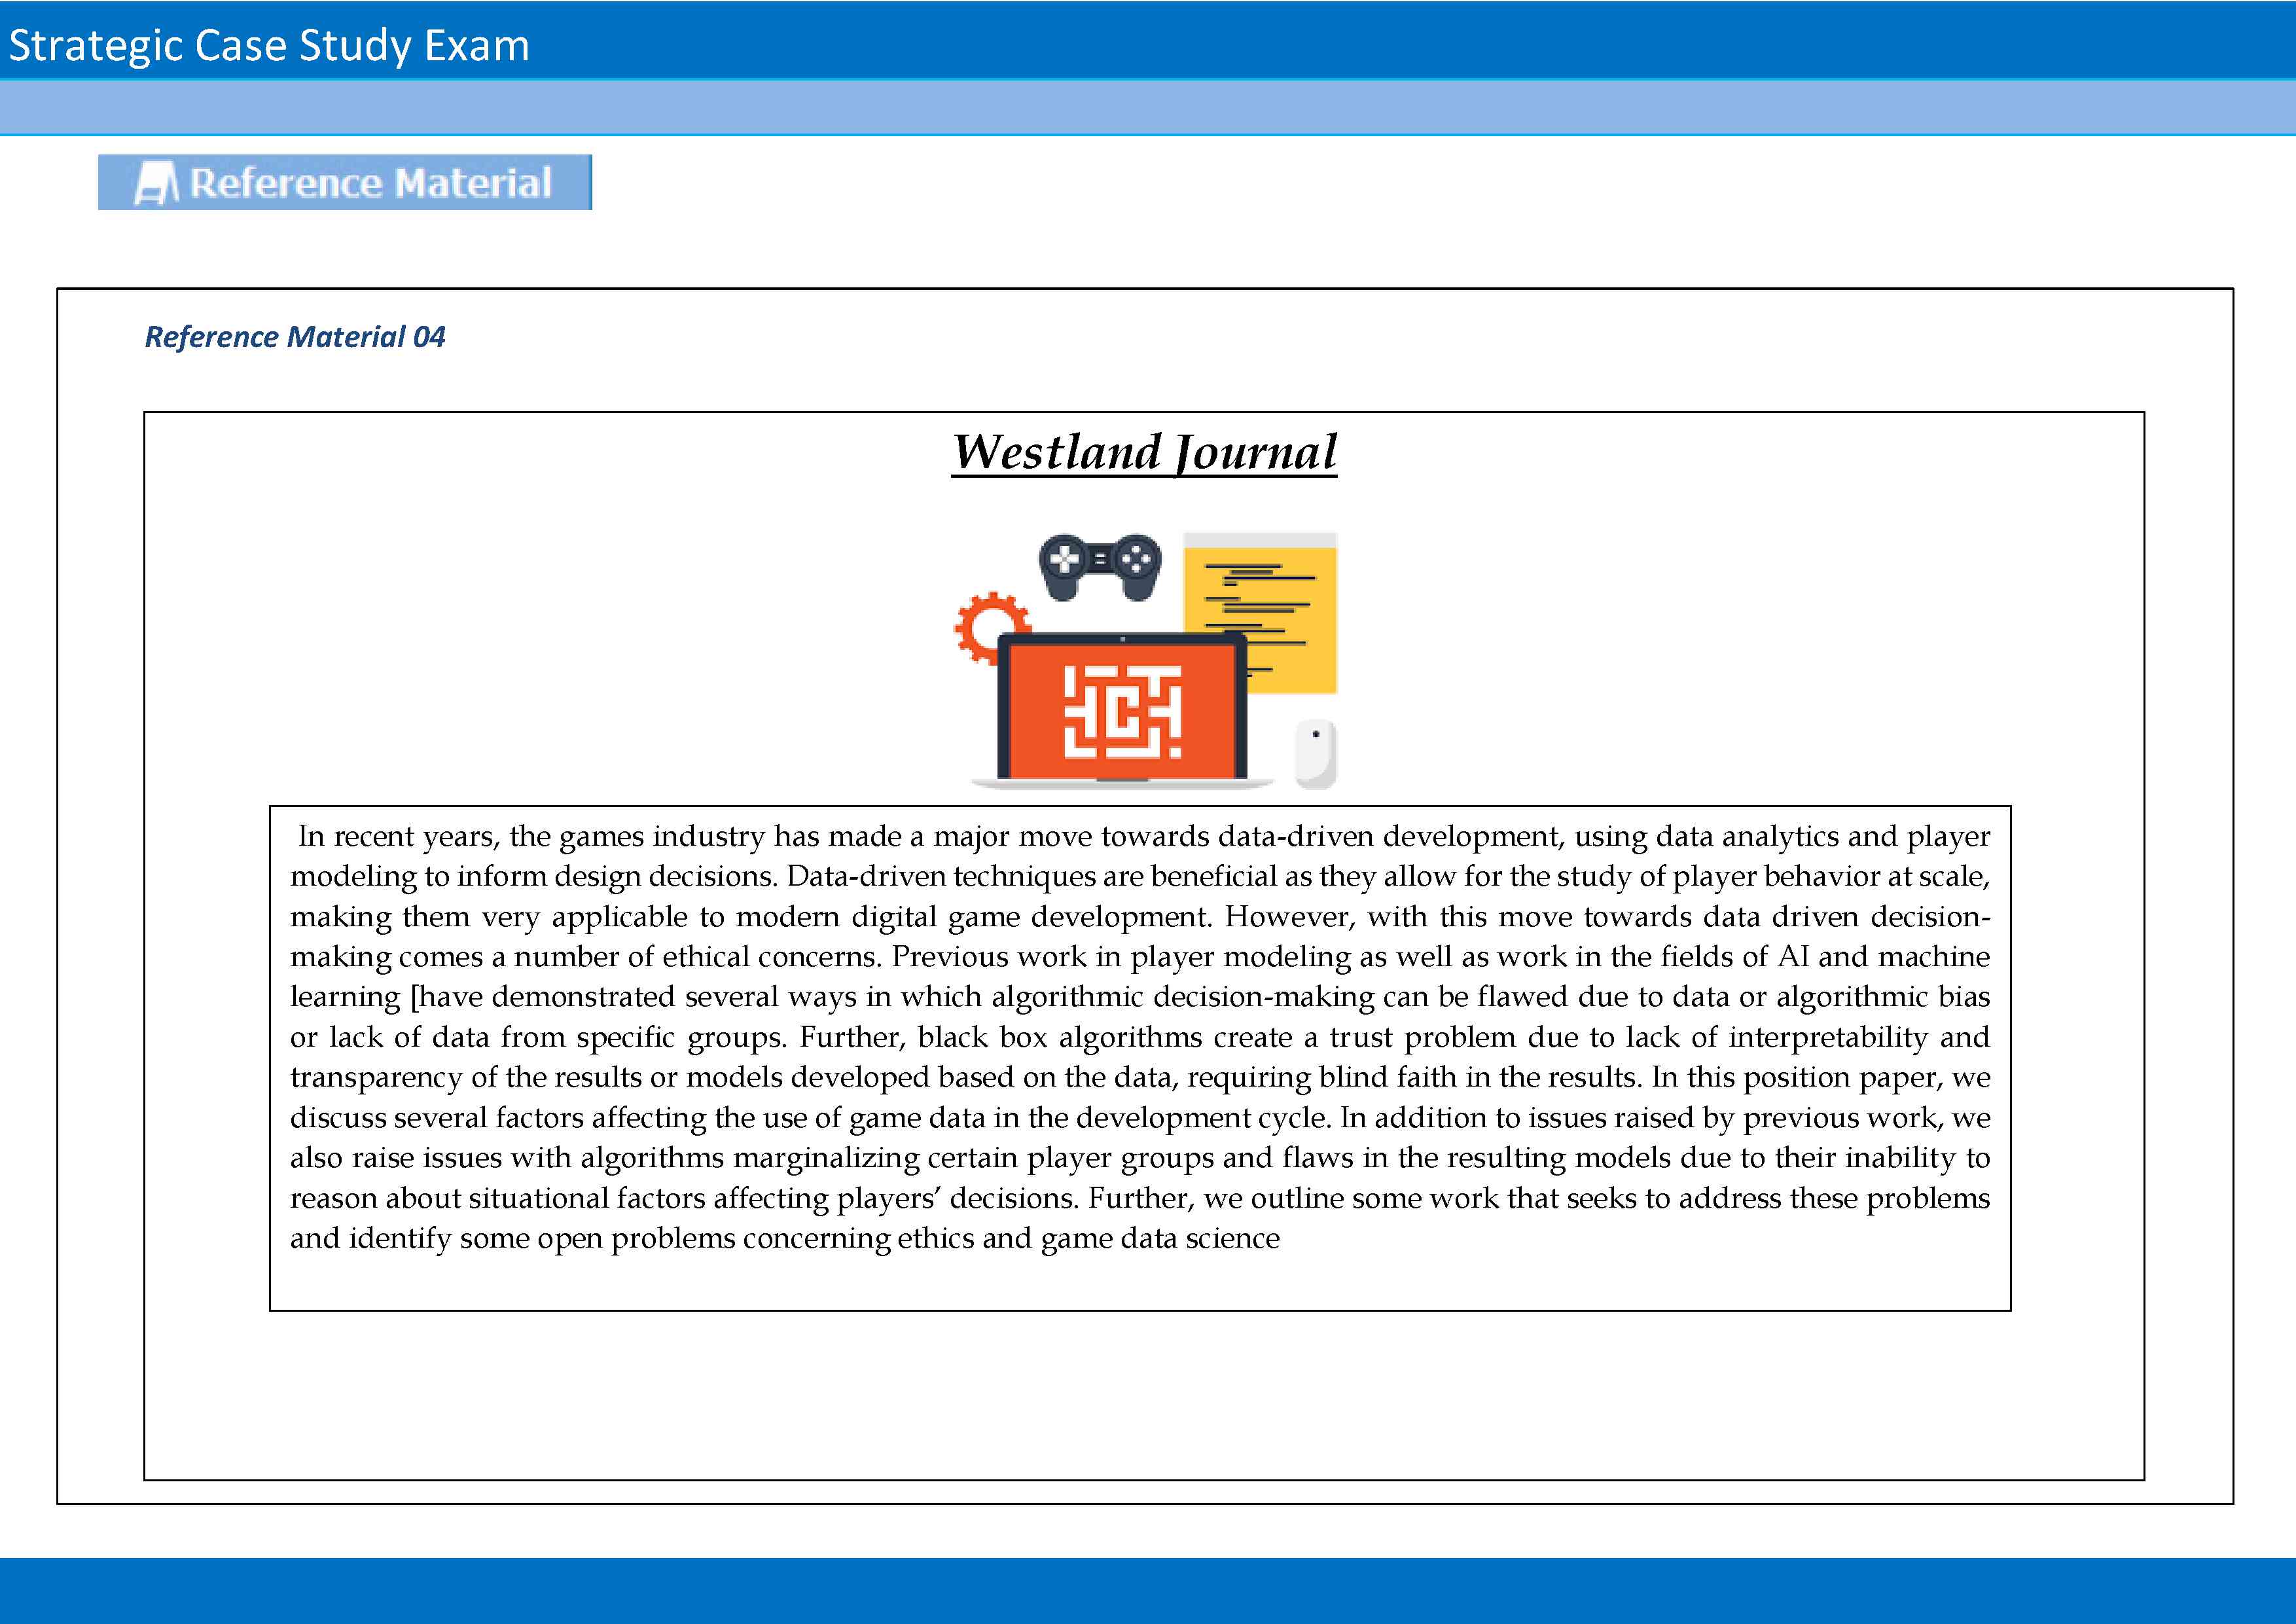 Strategic Case Study Exam
Reference Material
Reference Material 04
Westland Journal
In recent years, the games industry has made a major move towards data-driven development, using data analytics and player
modeling to inform design decisions. Data-driven techniques are beneficial as they allow for the study of player behavior at scale,
making them very applicable to modern digital game development. However, with this move towards data driven decision-
making comes a number of ethical concerns. Previous work in player modeling as well as work in the fields of AI and machine
learning [have demonstrated several ways in which algorithmic decision-making can be flawed due to data or algorithmic bias
or lack of data from specific groups. Further, black box algorithms create a trust problem due to lack of interpretability and
transparency of the results or models developed based on the data, requiring blind faith in the results. In this position paper, we
discuss several factors affecting the use of game data in the development cycle. In addition to issues raised by previous work, we
also raise issues with algorithms marginalizing certain player groups and flaws in the resulting models due to their inability to
reason about situational factors affecting players’ decisions. Further, we outline some work that seeks to address these problems
and identify some open problems concerning ethics and game data science